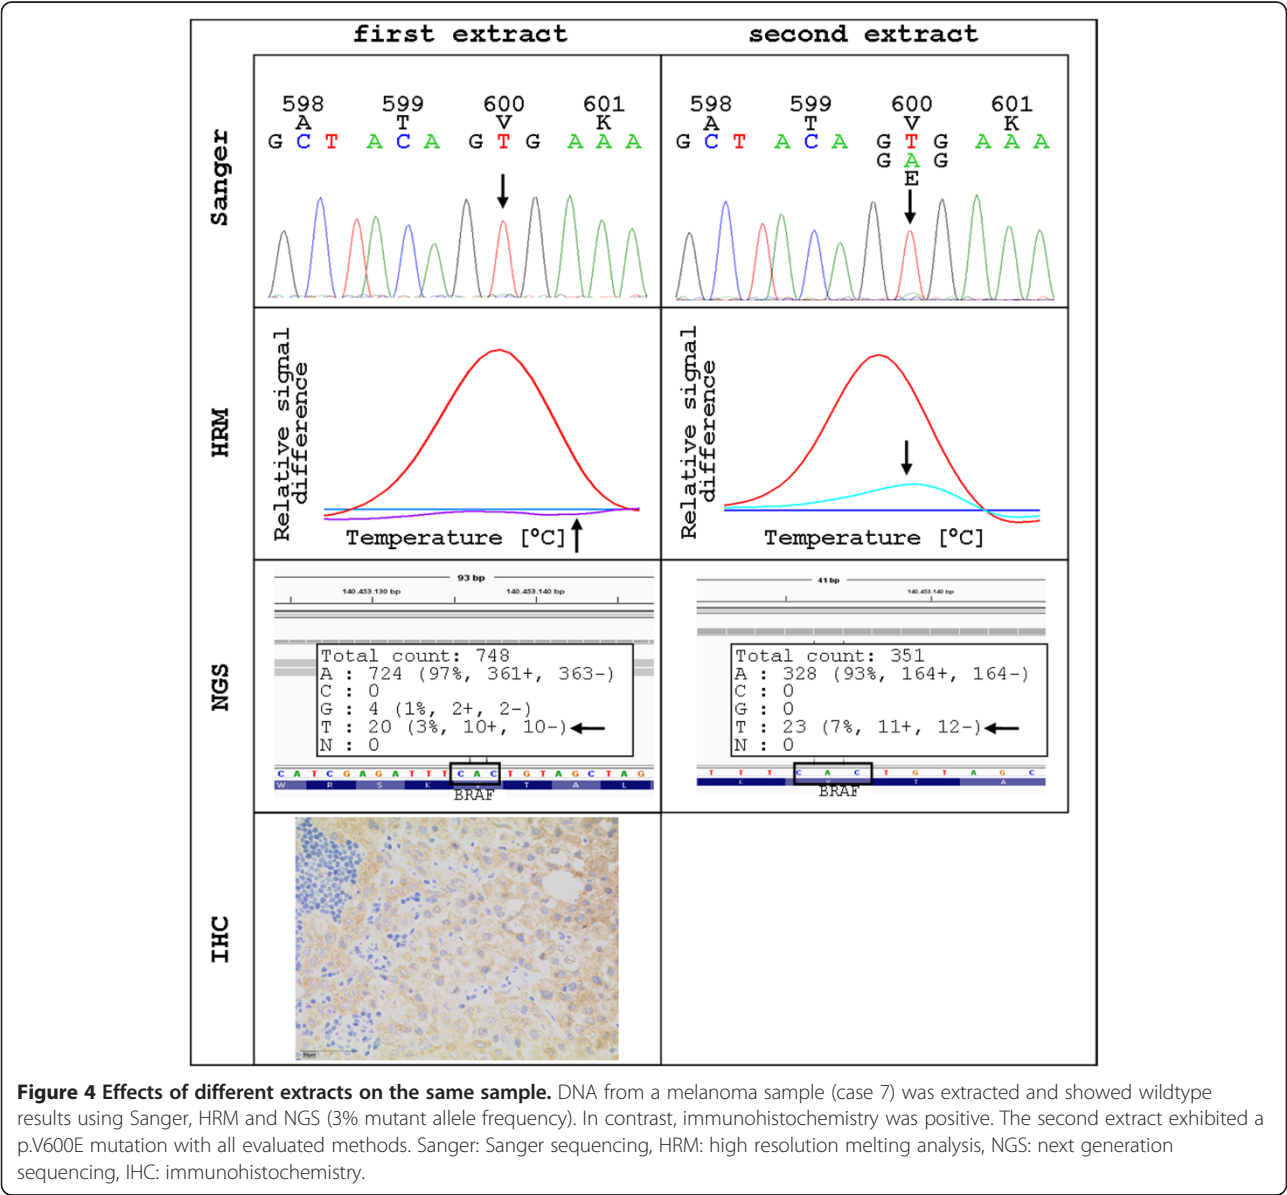 first extract
second extract
Sanger
598 599 600 601
A T V K
G C T A C A G T G A A A
598 599 600 601
A T V K
G C T A C A G T G A A A
G A G
E
HRM
Relative signal
difference
Temperature [°C]
Relative signal
difference
Temperature [°C]
NGS
93 bp
140.453.130 bp 140.453.140 bp
Total count: 748
A : 724 (97%, 361+, 363-)
C : 0
G : 4 (1%, 2+, 2-)
T : 20 (3%, 10+, 10-)
N : 0
C A T C G A G A T T T C A C T G T A G C T A G
W R S K T A L
BRAF
41 bp
140.453.140 bp
Total count: 351
A : 328 (93%, 164+, 164-)
C : 0
G : 0
T : 23 (7%, 11+, 12-)
N : 0
T T T C A C T G T A G C
K V T A
BRAF
IHC
Figure 4 Effects of different extracts on the same sample. DNA from a melanoma sample (case 7) was extracted and showed wildtype
results using Sanger, HRM and NGS (3% mutant allele frequency). In contrast, immunohistochemistry was positive. The second extract exhibited a
p.V600E mutation with all evaluated methods. Sanger: Sanger sequencing, HRM: high resolution melting analysis, NGS: next generation
sequencing, IHC: immunohistochemistry.